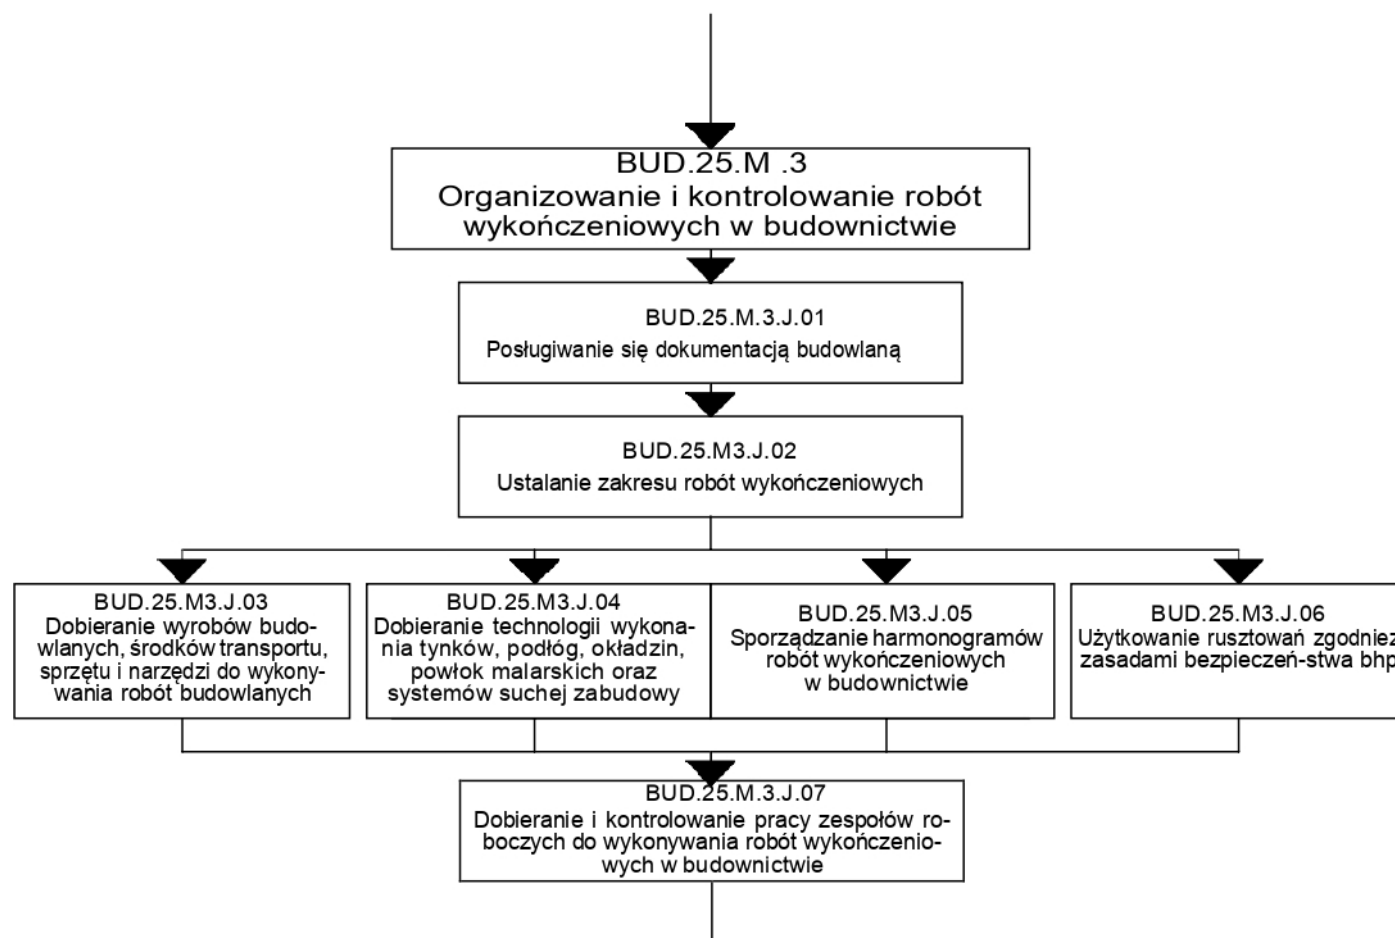 BUD.25.M .3
Organizowanie i kontrolowanie robót
wykończeniowych w budownictwie
BUD.25.M.3.J.01
Posługiwanie się dokumentacją budowlaną
BUD.25.M3.J.02
Ustalanie zakresu robót wykończeniowych
BUD.25.M3.J.03
Dobieranie wyrobów budo-
wlanych, środków transportu,
sprzętu i narzędzi do wykony-
wania robót budowlanych
BUD.25.M3.J.04
Dobieranie technologii wykona-
nia tynków, podłóg, okładzin,
powłok malarskich oraz
systemów suchej zabudowy
BUD.25.M3.J.05
Sporządzanie harmonogramów
robót wykończeniowych
w budownictwie
BUD.25.M3.J.06
Użytkowanie rusztowań zgodniez
zasadami bezpieczeń-stwa bhp
BUD.25.M.3.J.07
Dobieranie i kontrolowanie pracy zespołów ro-
boczych do wykonywania robót wykończenio-
wych w budownictwie